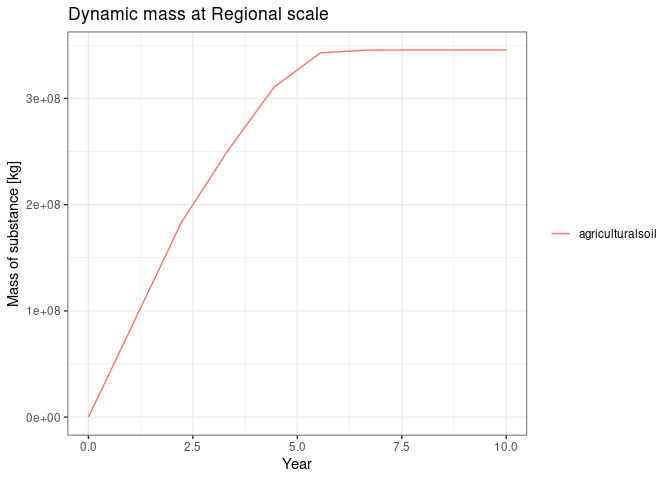 Dynamic mass at Regional scale
Mass of substance [kg]
3e+08
2e+08
1e+08
0e+00
0.0
2.5
5.0
7.5
10.0
Year
agriculturalsoil